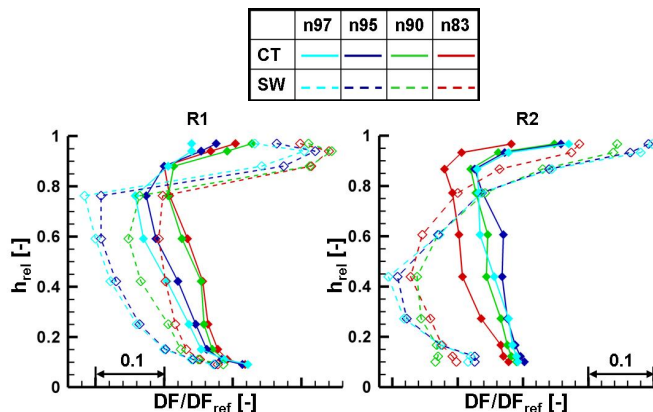 n97 n95 n90 n83
CT
SW
R1 R2
1 1
0.8 0.8
0.6 0.6
0.4 0.4
0.2 0.2
0 0
h_rel [-] h_rel [-]
0.1 0.1
DF/DF_ref [-] DF/DF_ref [-]